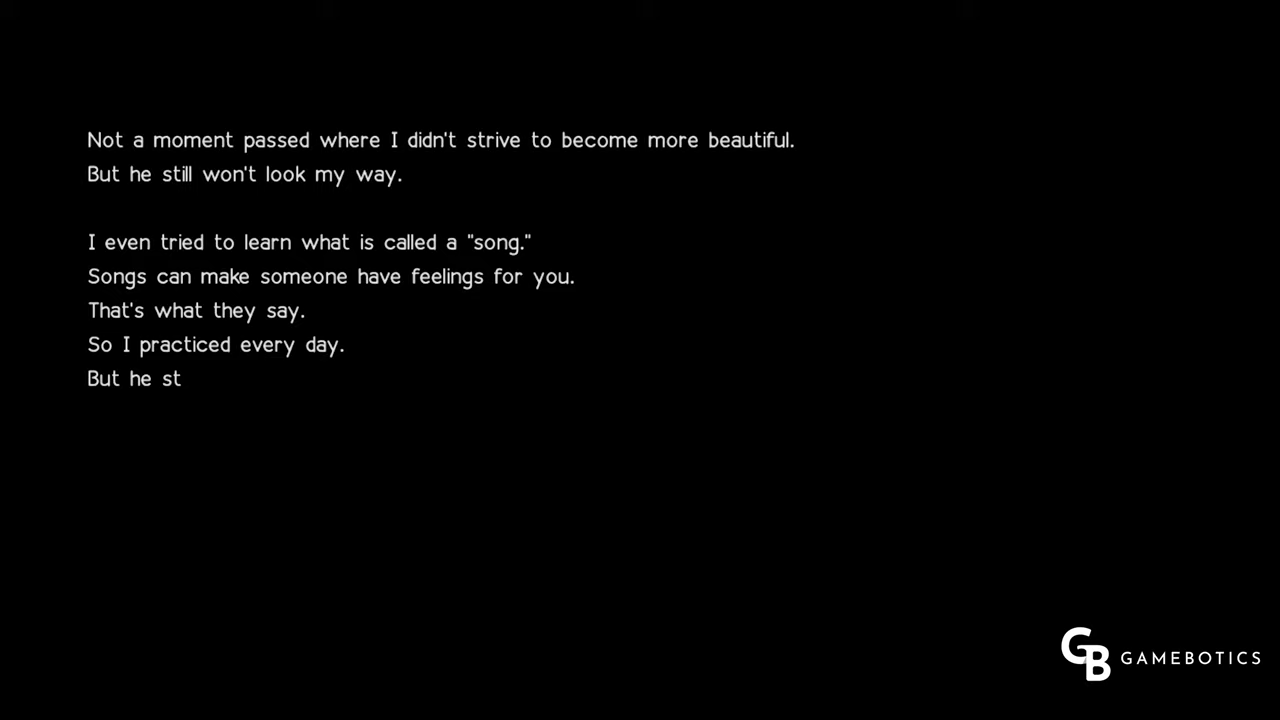 Not a moment passed where I didn't strive to become more beautiful.
But he still won't look my way.
I even tried to learn what is called a "song."
Songs can make someone have feelings for you.
That's what they say.
So I practiced every day.
But he st
GB GAMEBOTICS